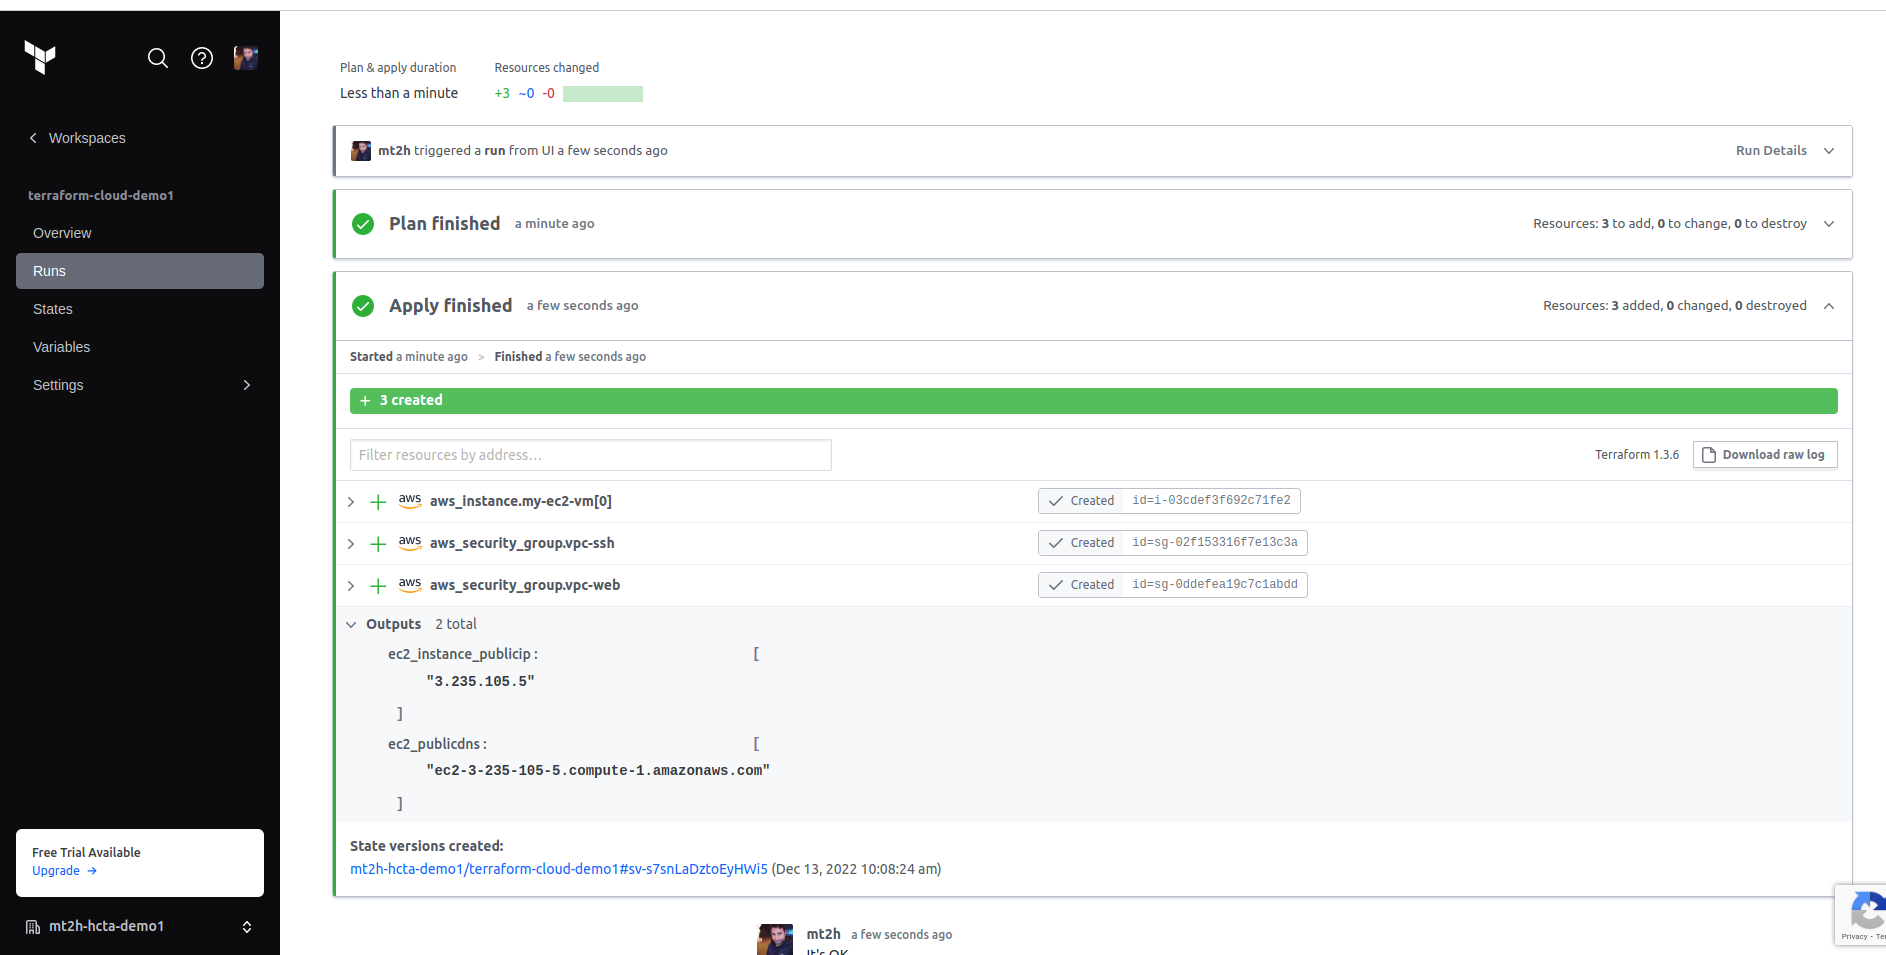 Plan & apply duration Resources changed
Less than a minute +3 ~0 -0
Workspaces
mt2h triggered a run from UI a few seconds ago Run Details
terraform-cloud-demo1
Overview
Plan finished a minute ago Resources: 3 to add, 0 to change, 0 to destroy
Runs
States
Apply finished a few seconds ago Resources: 3 added, 0 changed, 0 destroyed
Variables
Started a minute ago > Finished a few seconds ago
Settings
+ 3 created
Filter resources by address... Terraform 1.3.6 Download raw log
aws aws_instance.my-ec2-vm[0] Created id=i-03cdef3f692c71fe2
aws aws_security_group.vpc-ssh Created id=sg-02f153316f7e13c3a
aws aws_security_group.vpc-web Created id=sg-0ddefea19c7c1abdd
Outputs 2 total
ec2_instance_publicip : [
"3.235.105.5"
]
ec2_publicdns : [
"ec2-3-235-105-5.compute-1.amazonaws.com"
]
State versions created:
mt2h-hcta-demo1/terraform-cloud-demo1#sv-s7snLaDztoEyHWi5 (Dec 13, 2022 10:08:24 am)
Free Trial Available
Upgrade →
mt2h-hcta-demo1
mt2h a few seconds ago
It's OK
Privacy - Ter